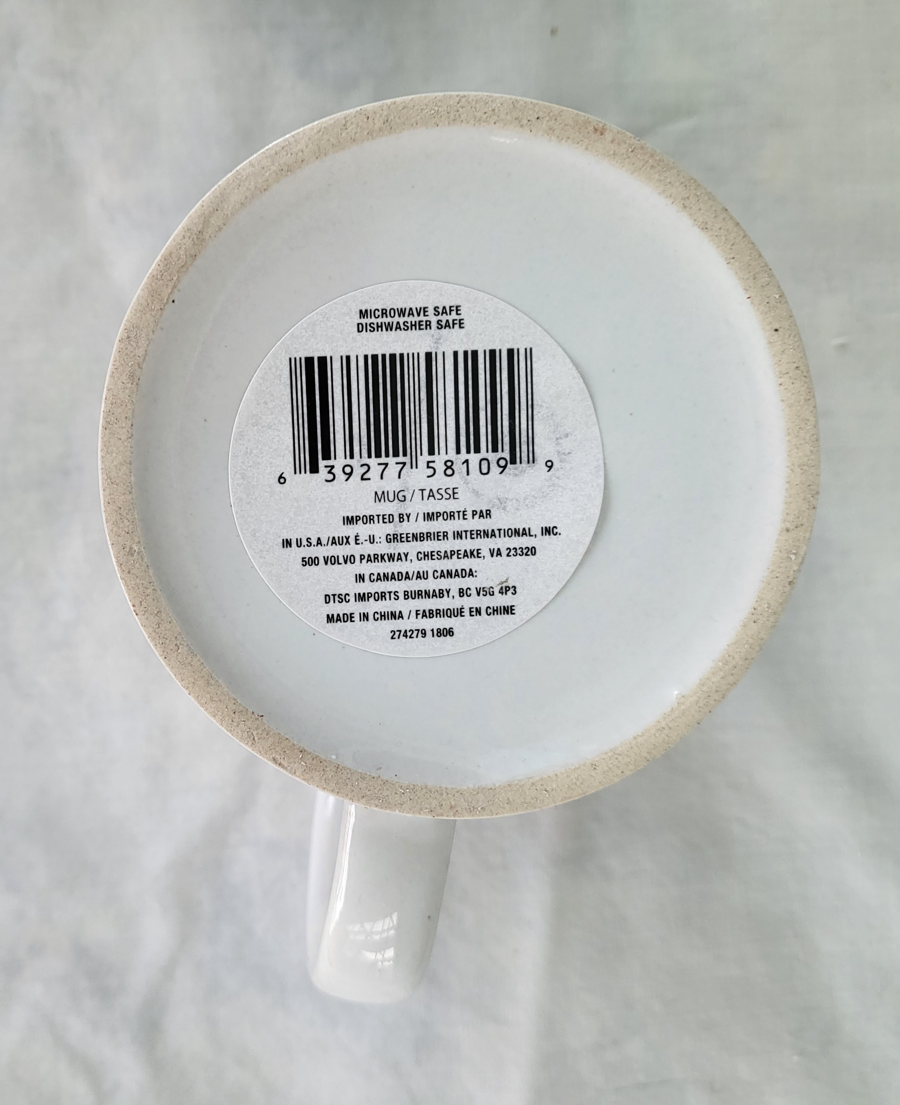 MICROWAVE SAFE
DISHWASHER SAFE
6 39277 58109 9
MUG / TASSE
IMPORTED BY / IMPORTÉ PAR
IN U.S.A./AUX É.-U.: GREENBRIER INTERNATIONAL, INC.
500 VOLVO PARKWAY, CHESAPEAKE, VA 23320
IN CANADA/AU CANADA:
DTSC IMPORTS BURNABY, BC V5G 4P3
MADE IN CHINA / FABRIQUÉ EN CHINE
274279 1806